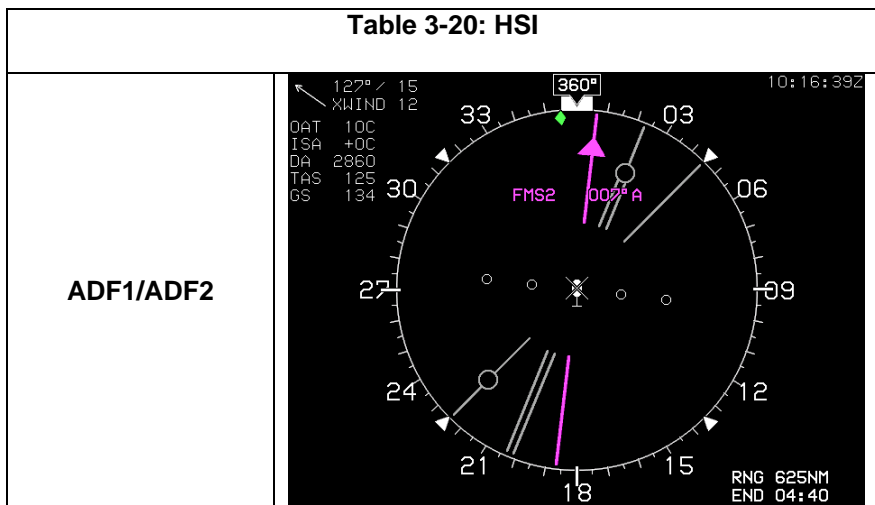 Table 3-20: HSI
ADF1/ADF2
127°/ 15
XWIND 12
OAT 10C
ISA +0C
DA 2860
TAS 125
GS 134
360°
10:16:39Z
33
03
30
06
FMS2 007°A
27
09
24
12
21
15
18
RNG 625NM
END 04:40